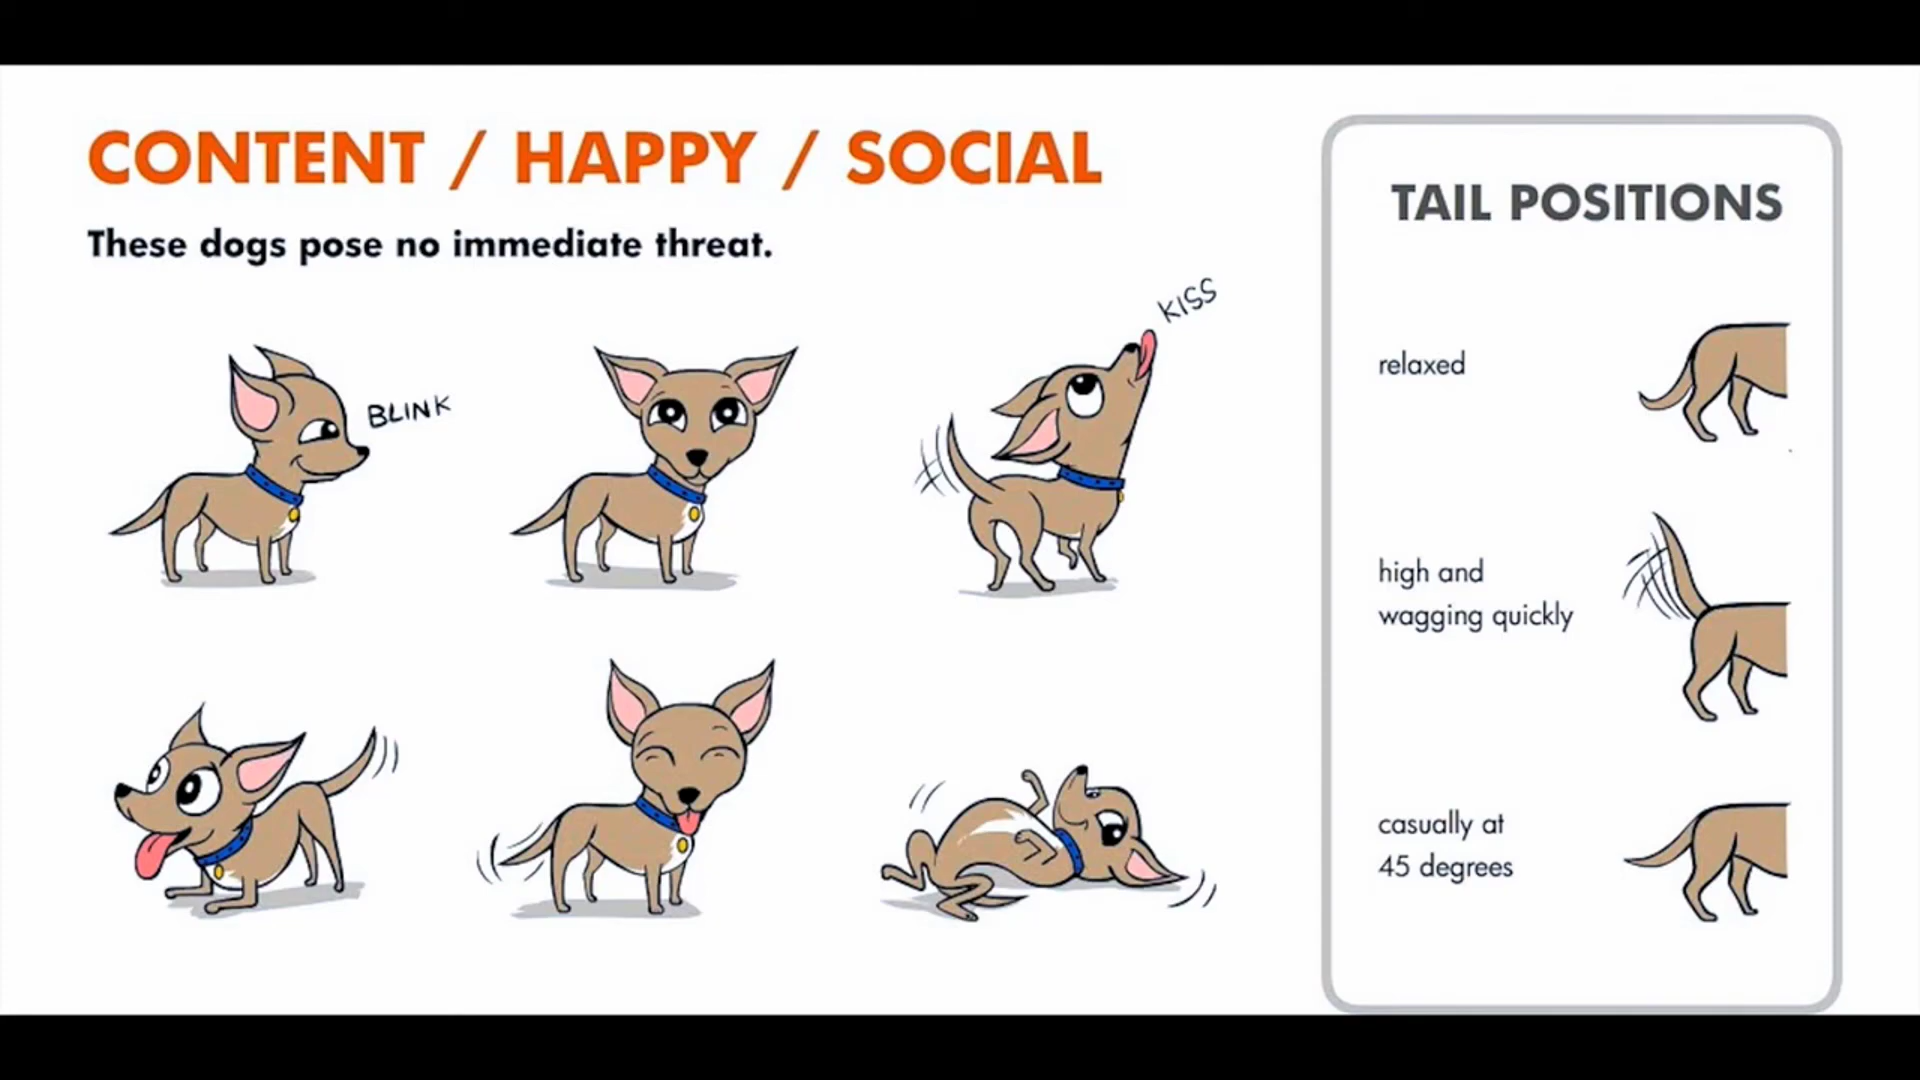 CONTENT / HAPPY / SOCIAL
These dogs pose no immediate threat.
BLINK
KISS
TAIL POSITIONS
relaxed
high and
wagging quickly
casually at
45 degrees